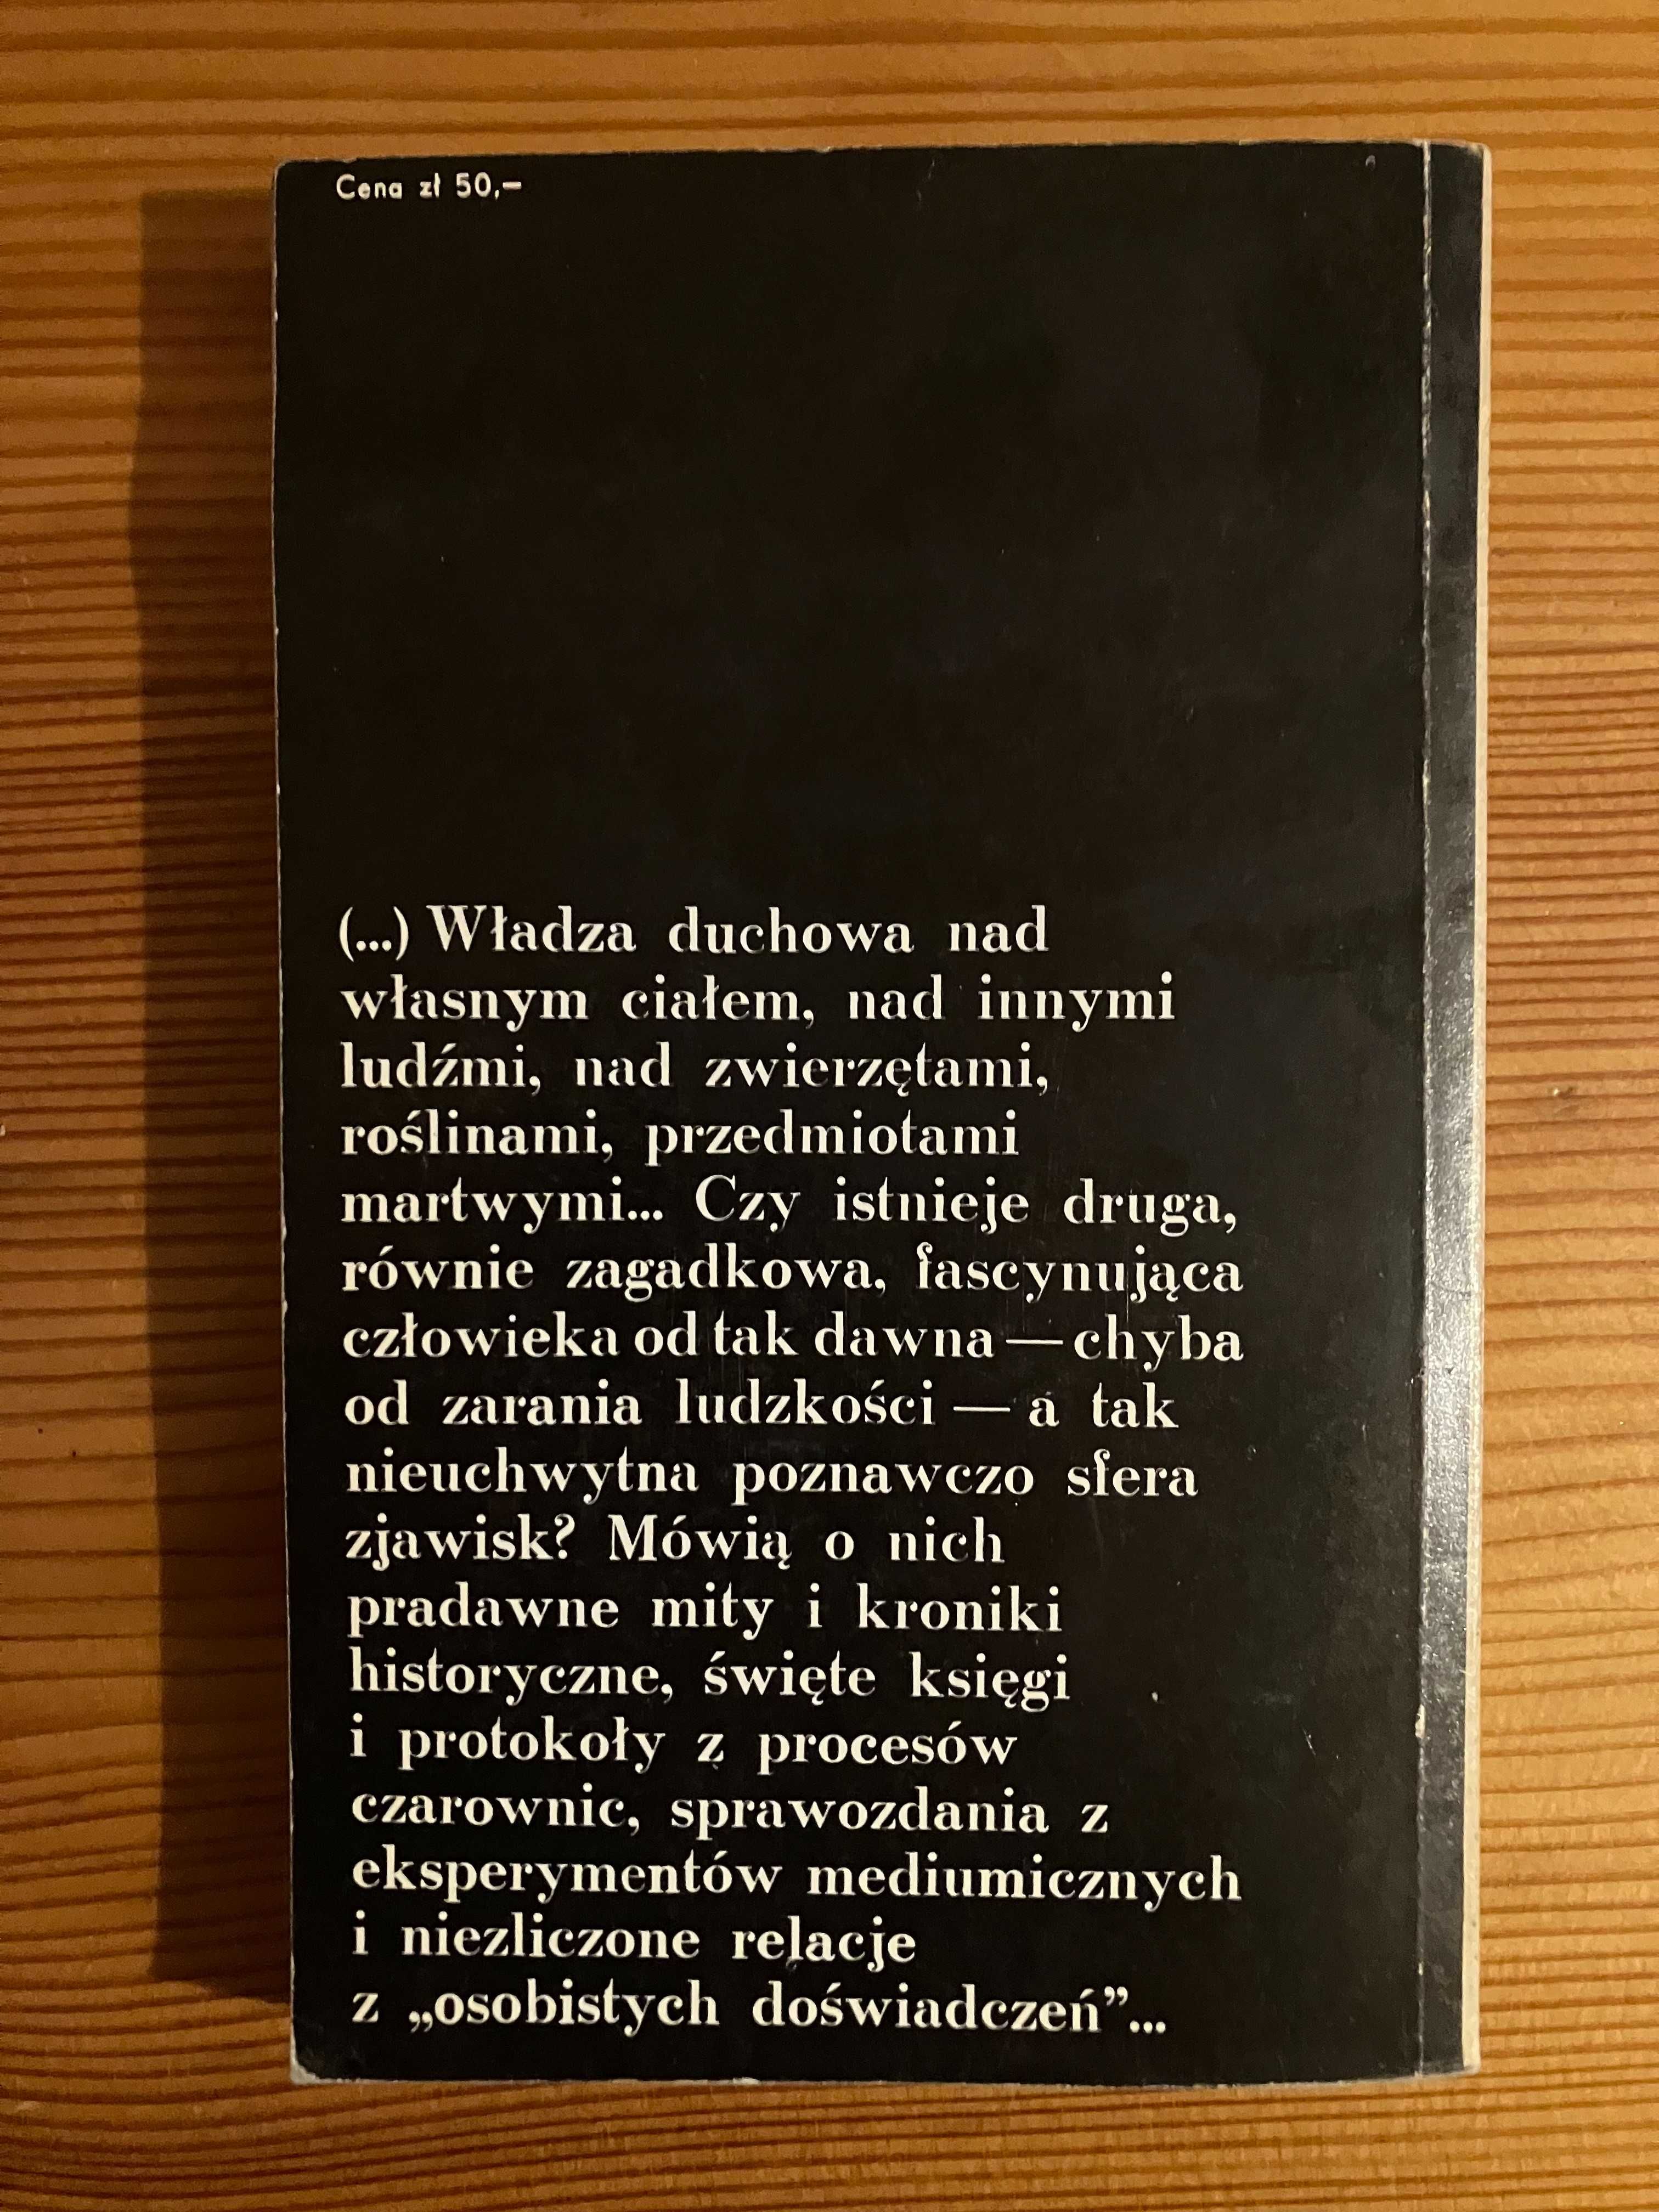 Cena zł 50,—
(...) Władza duchowa nad
własnym ciałem, nad innymi
ludźmi, nad zwierzętami,
roślinami, przedmiotami
martwymi... Czy istnieje druga,
równie zagadkowa, fascynująca
człowieka od tak dawna — chyba
od zarania ludzkości — a tak
nieuchwytna poznawczo sfera
zjawisk? Mówią o nich
pradawne mity i kroniki
historyczne, święte księgi
i protokoły z procesów
czarownic, sprawozdania z
eksperymentów mediumicznych
i niezliczone relacje
z „osobistych doświadczeń”...